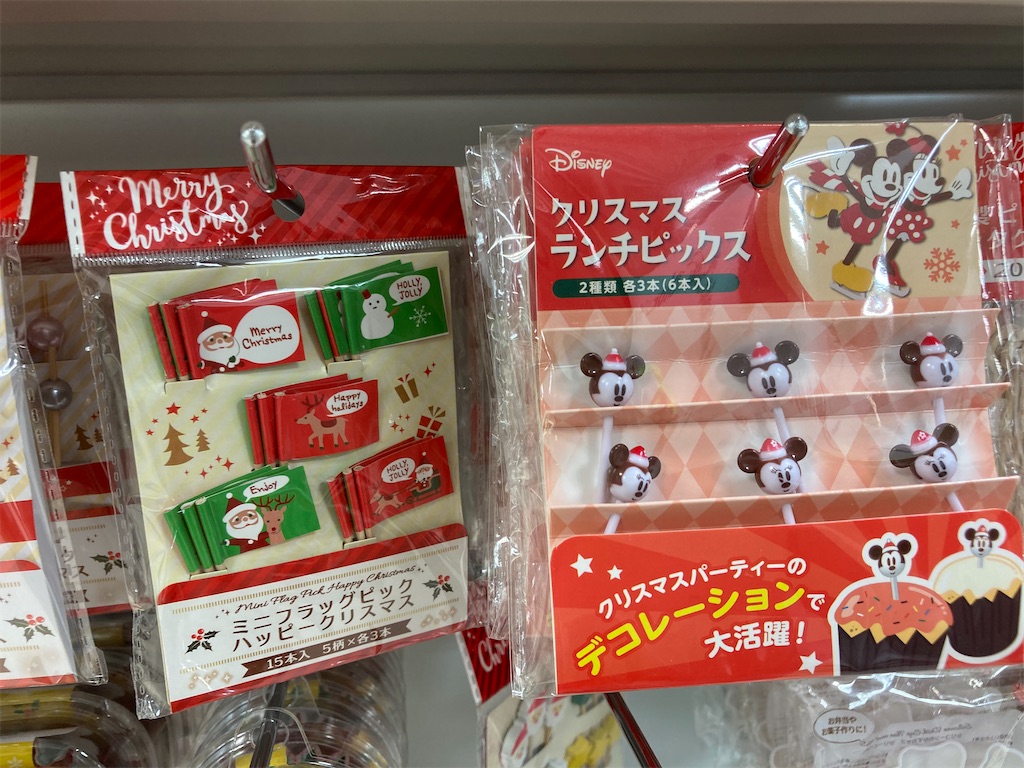 Merry
Christmas
Merry
Christmas
HOLLY
JOLLY
Happy
holidays
HOLLY
JOLLY
Enjoy
Mini Flag Pick Happy Christmas
ミニフラッグピック
ハッピークリスマス
15本入 5柄×各3本
Disney
クリスマス
ランチピックス
2種類 各3本(6本入)
クリスマスパーティーの
デコレーションで
大活躍!
お弁当や
お菓子作りに!